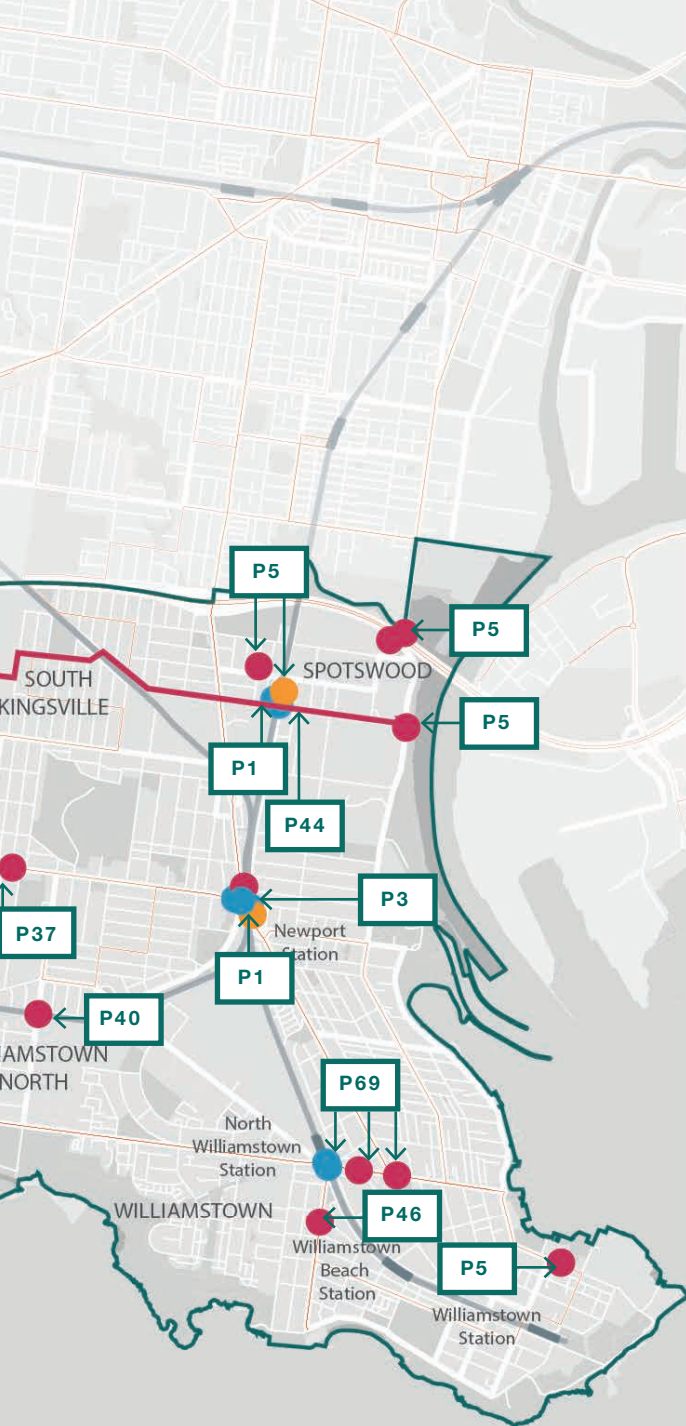 P5
P5
SPOTSWOOD
SOUTH
KINGSVILLE
P5
P1
P44
P3
P37
Newport
Station
P1
P40
IAMSTOWN
NORTH
P69
North
Williamstown
Station
WILLIAMSTOWN
P46
Williamstown
Beach
Station
P5
Williamstown
Station